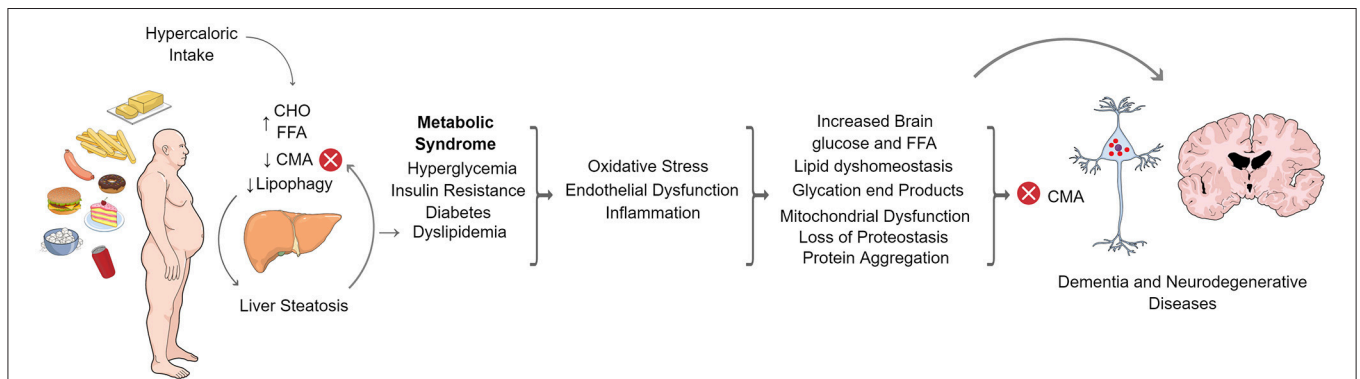 Hypercaloric
Intake
↑ CHO
FFA
↓ CMA
↓ Lipophagy
Liver Steatosis
Metabolic
Syndrome
Hyperglycemia
Insulin Resistance
Diabetes
Dyslipidemia
Oxidative Stress
Endothelial Dysfunction
Inflammation
Increased Brain
glucose and FFA
Lipid dyshomeostasis
Glycation end Products
Mitochondrial Dysfunction
Loss of Proteostasis
Protein Aggregation
CMA
Dementia and Neurodegenerative
Diseases